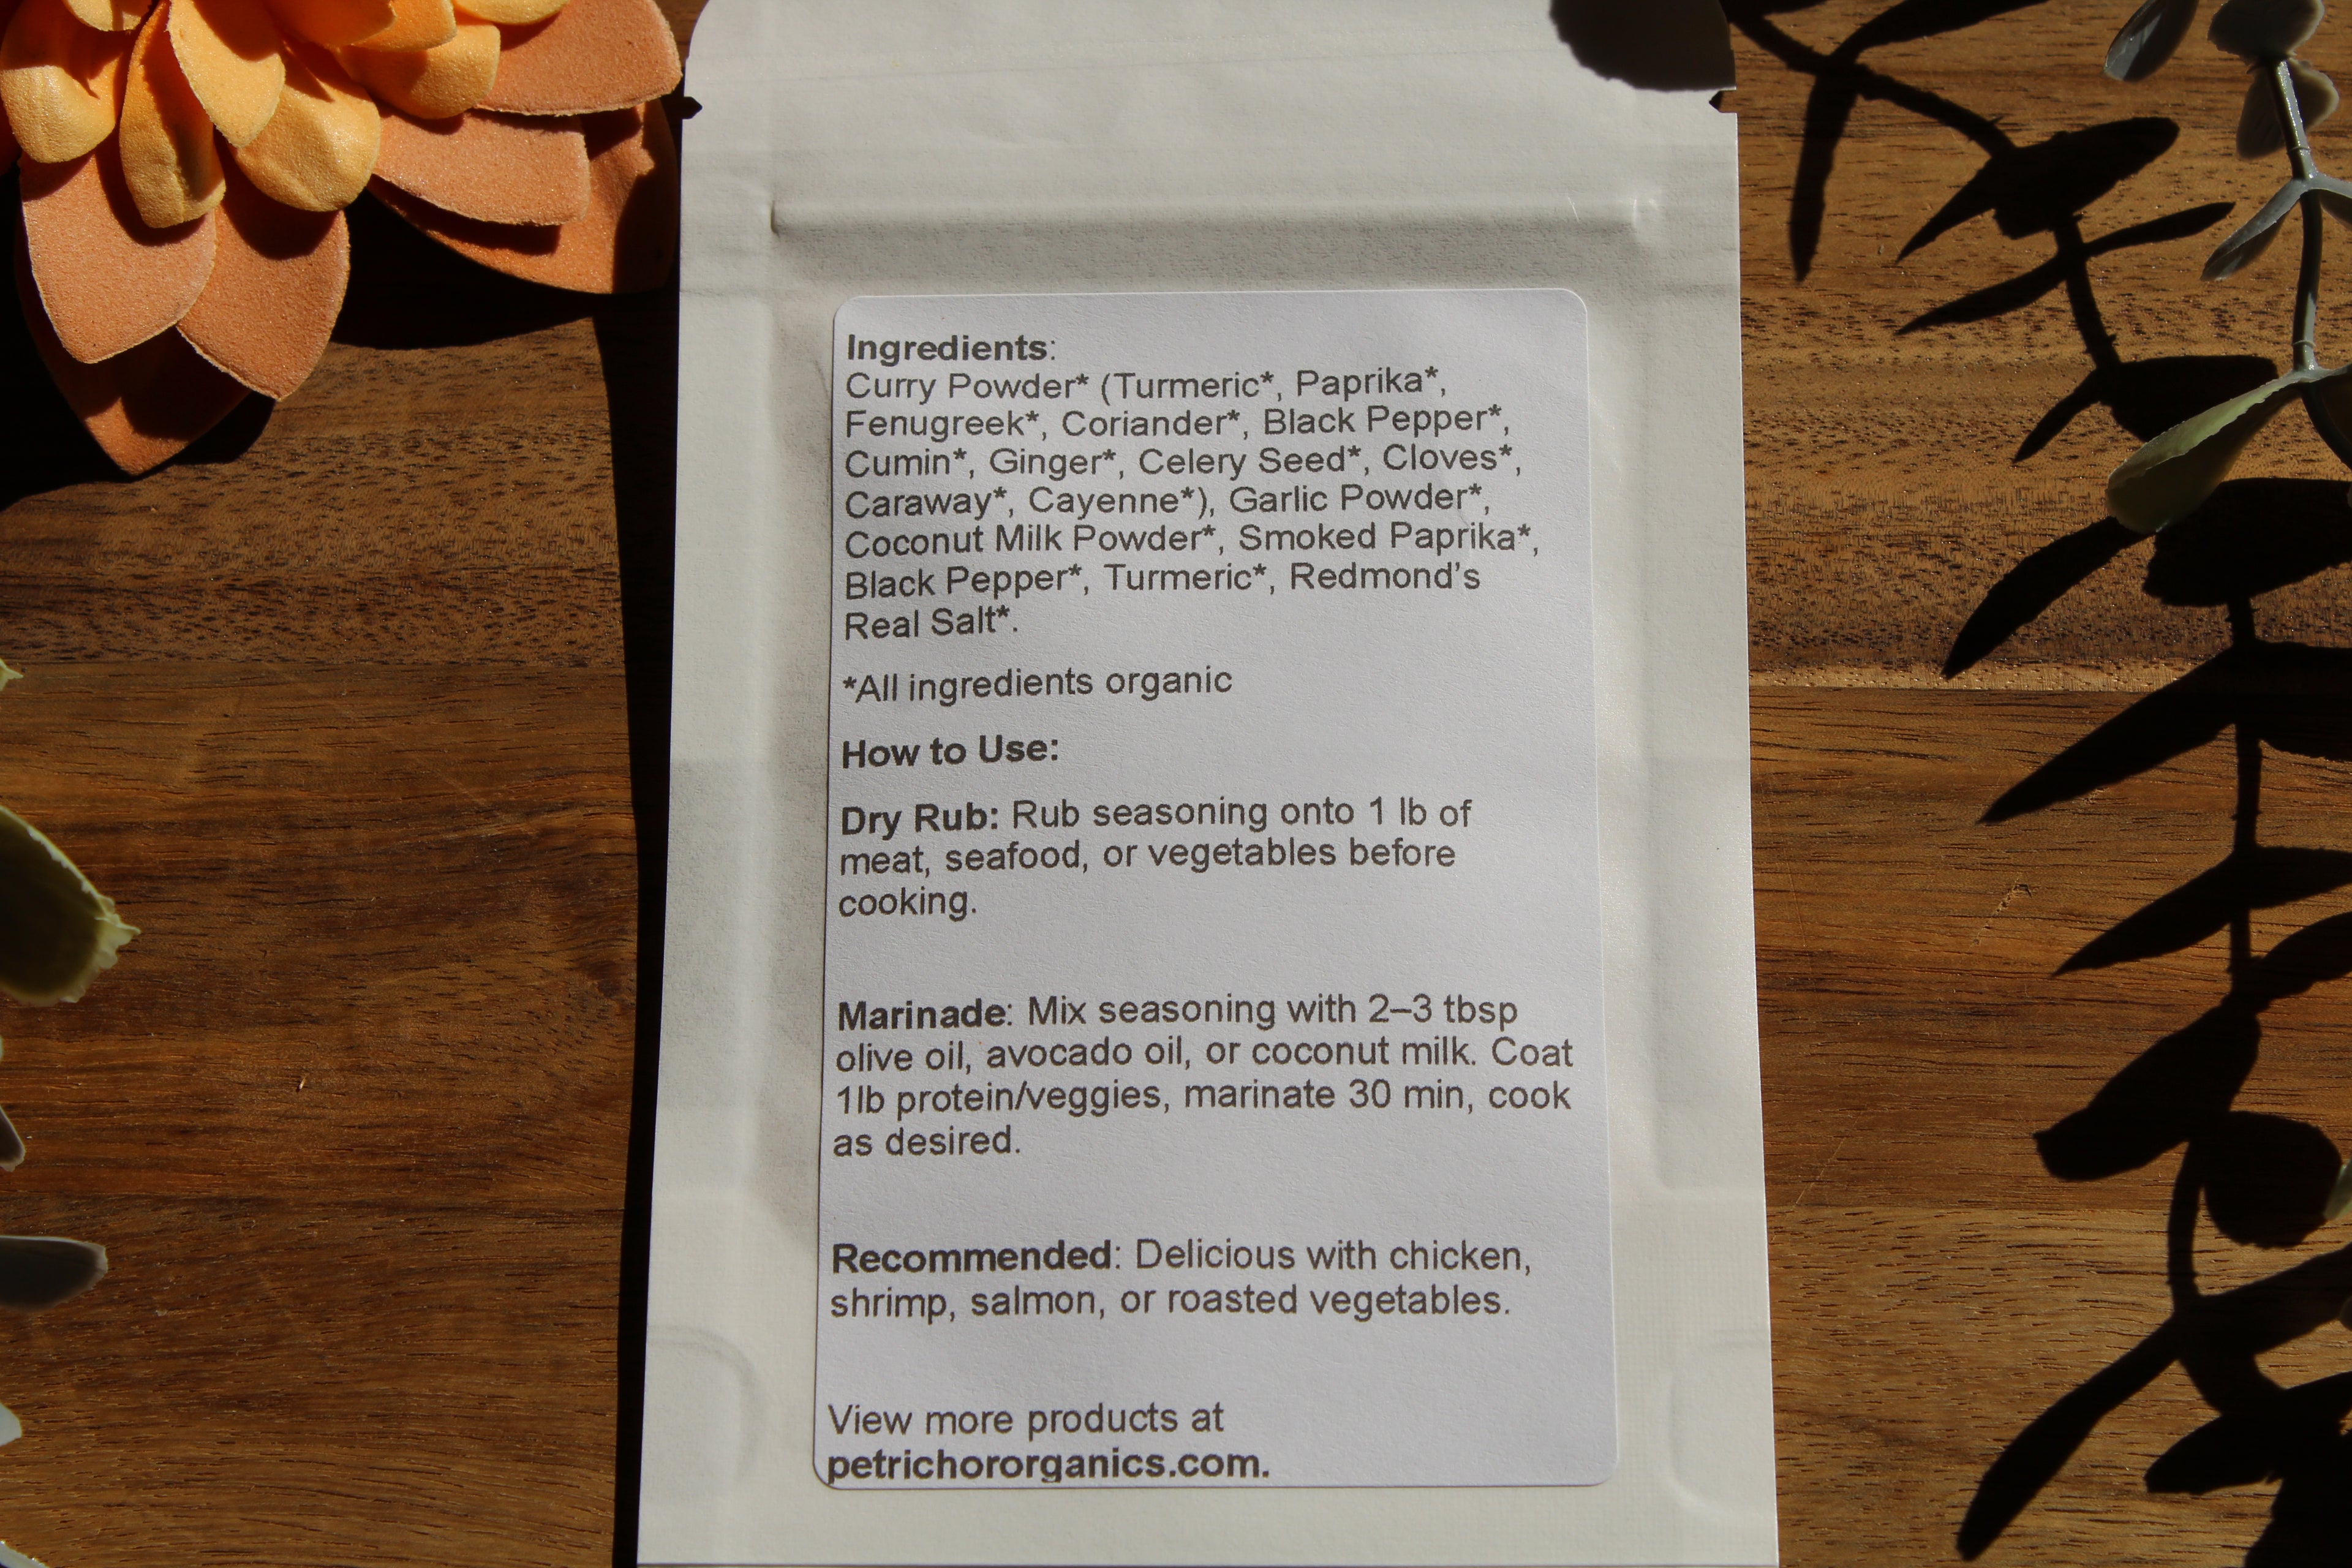 Ingredients:
Curry Powder* (Turmeric*, Paprika*,
Fenugreek*, Coriander*, Black Pepper*,
Cumin*, Ginger*, Celery Seed*, Cloves*,
Caraway*, Cayenne*), Garlic Powder*,
Coconut Milk Powder*, Smoked Paprika*,
Black Pepper*, Turmeric*, Redmond’s
Real Salt*.
*All ingredients organic
How to Use:
Dry Rub: Rub seasoning onto 1 lb of
meat, seafood, or vegetables before
cooking.
Marinade: Mix seasoning with 2–3 tbsp
olive oil, avocado oil, or coconut milk. Coat
1lb protein/veggies, marinate 30 min, cook
as desired.
Recommended: Delicious with chicken,
shrimp, salmon, or roasted vegetables.
View more products at
petrichororganics.com.